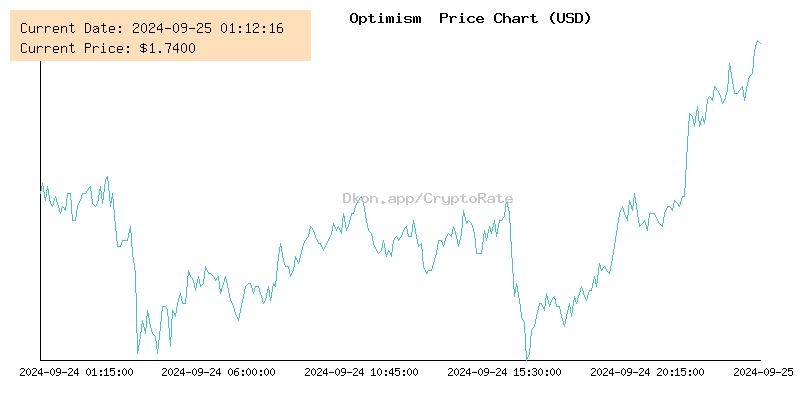 Optimism  Price Chart (USD)
Current Date: 2024-09-25 01:12:16
Current Price: $1.7400
Dkon.app/CryptoRate
2024-09-24 01:15:00 2024-09-24 06:00:00 2024-09-24 10:45:00 2024-09-24 15:30:00 2024-09-24 20:15:00 2024-09-25